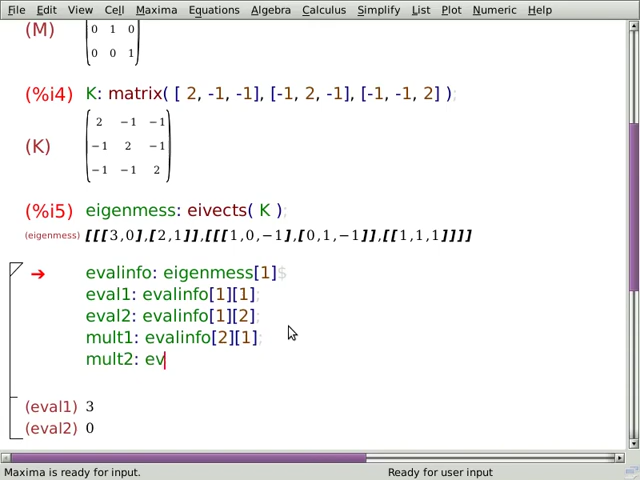 File Edit View Cell Maxima Equations Algebra Calculus Simplify List Plot Numeric Help
(M)
0 1 0
0 0 1
(%i4) K: matrix( [ 2, -1, -1], [-1, 2, -1], [-1, -1, 2] );
2 −1 −1
(K) −1 2 −1
−1 −1 2
(%i5) eigenmess: eivects( K );
(eigenmess) [[[3,0],[2,1]],[[[1,0,−1],[0,1,−1]],[[1,1,1]]]]
➔ evalinfo: eigenmess[1]$
eval1: evalinfo[1][1];
eval2: evalinfo[1][2];
mult1: evalinfo[2][1];
mult2: ev
(eval1) 3
(eval2) 0
Maxima is ready for input. Ready for user input